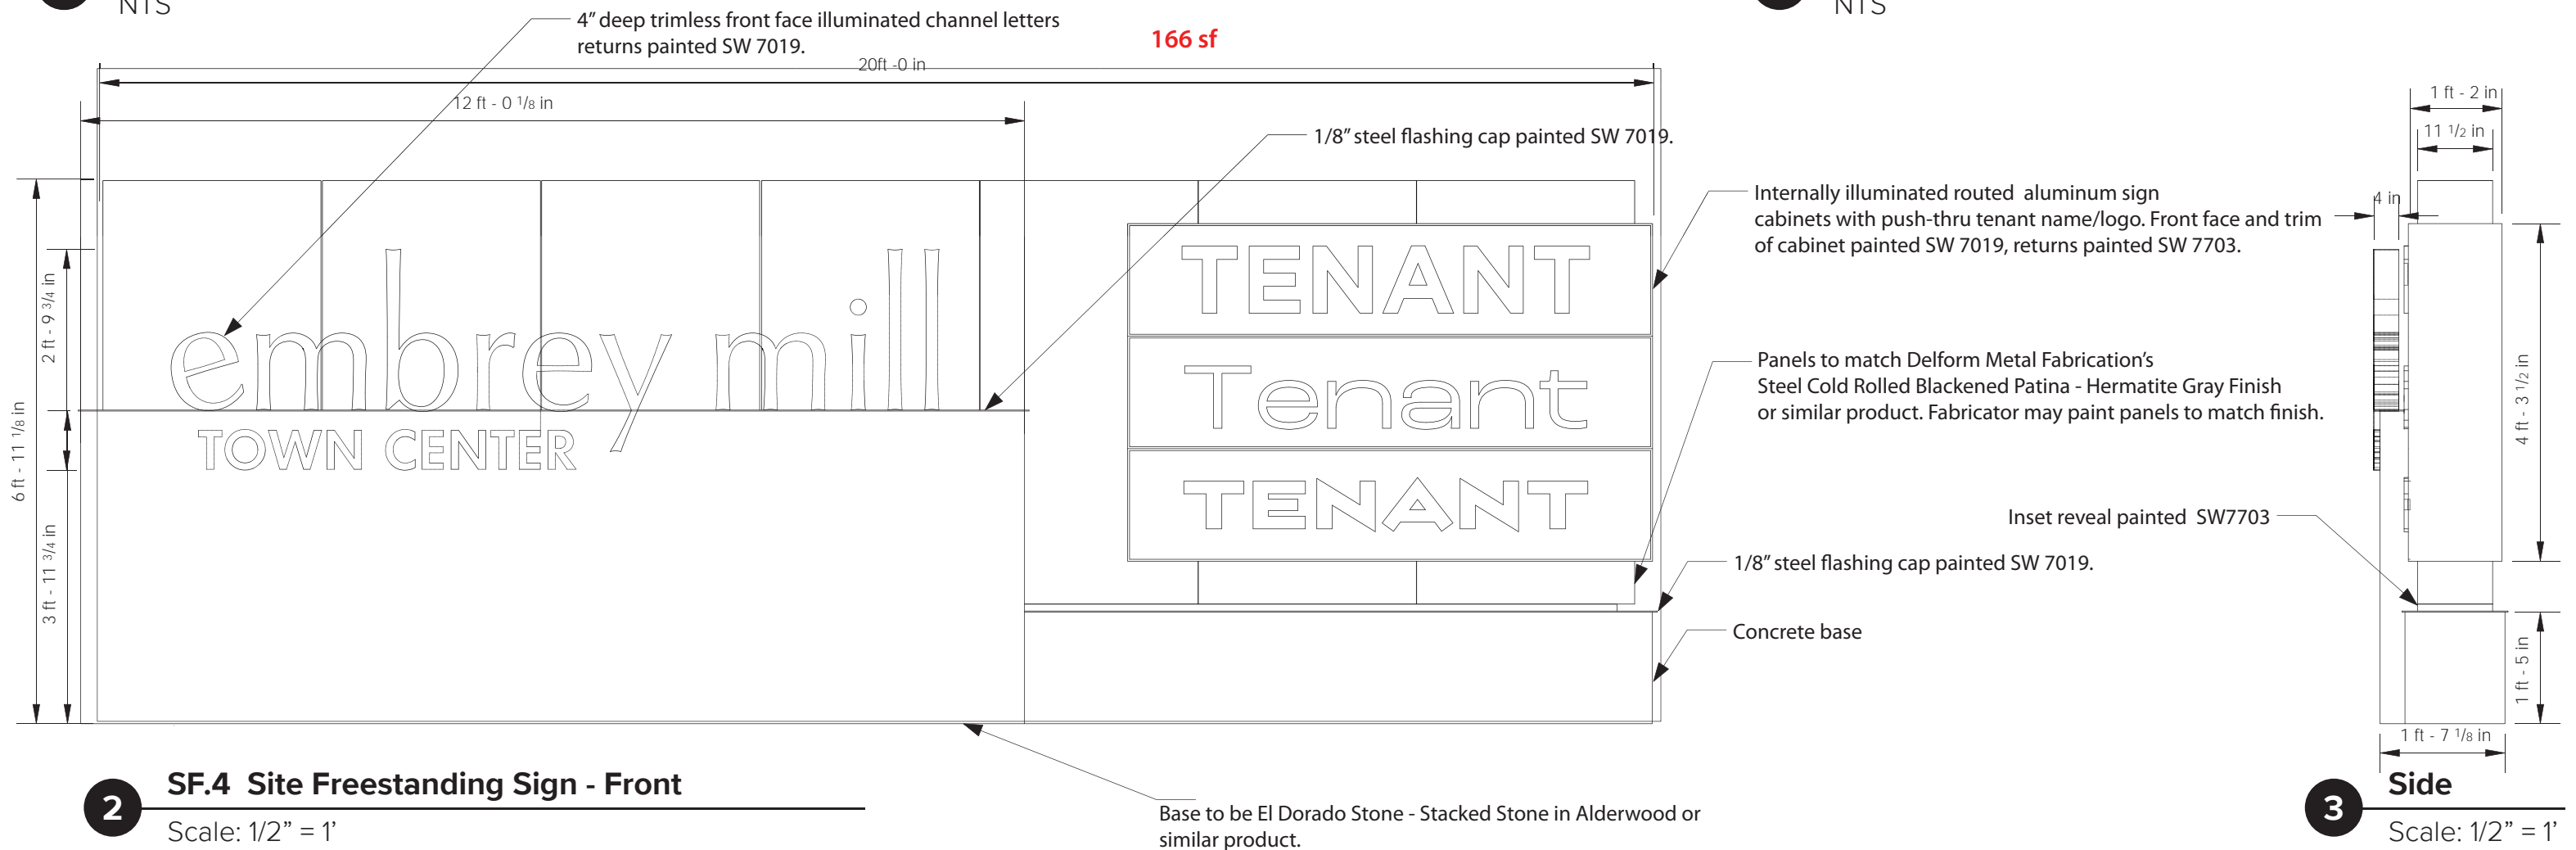 NTS
NTS
4” deep trimless front face illuminated channel letters
returns painted SW 7019.
166 sf
20ft -0 in
12 ft - 0 1/8 in
1/8” steel flashing cap painted SW 7019.
1 ft - 2 in
11 1/2 in
4 in
Internally illuminated routed aluminum sign
cabinets with push-thru tenant name/logo. Front face and trim
of cabinet painted SW 7019, returns painted SW 7703.
6 ft - 11 1/8 in
2 ft - 9 3/4 in
3 ft - 11 3/4 in
embrey mill
TOWN CENTER
TENANT
Tenant
TENANT
Panels to match Delform Metal Fabrication’s
Steel Cold Rolled Blackened Patina - Hermatite Gray Finish
or similar product. Fabricator may paint panels to match finish.
4 ft - 3 1/2 in
Inset reveal painted SW7703
1/8” steel flashing cap painted SW 7019.
Concrete base
1 ft - 5 in
1 ft - 7 1/8 in
2
SF.4 Site Freestanding Sign - Front
Scale: 1/2” = 1’
Base to be El Dorado Stone - Stacked Stone in Alderwood or
similar product.
3
Side
Scale: 1/2” = 1’